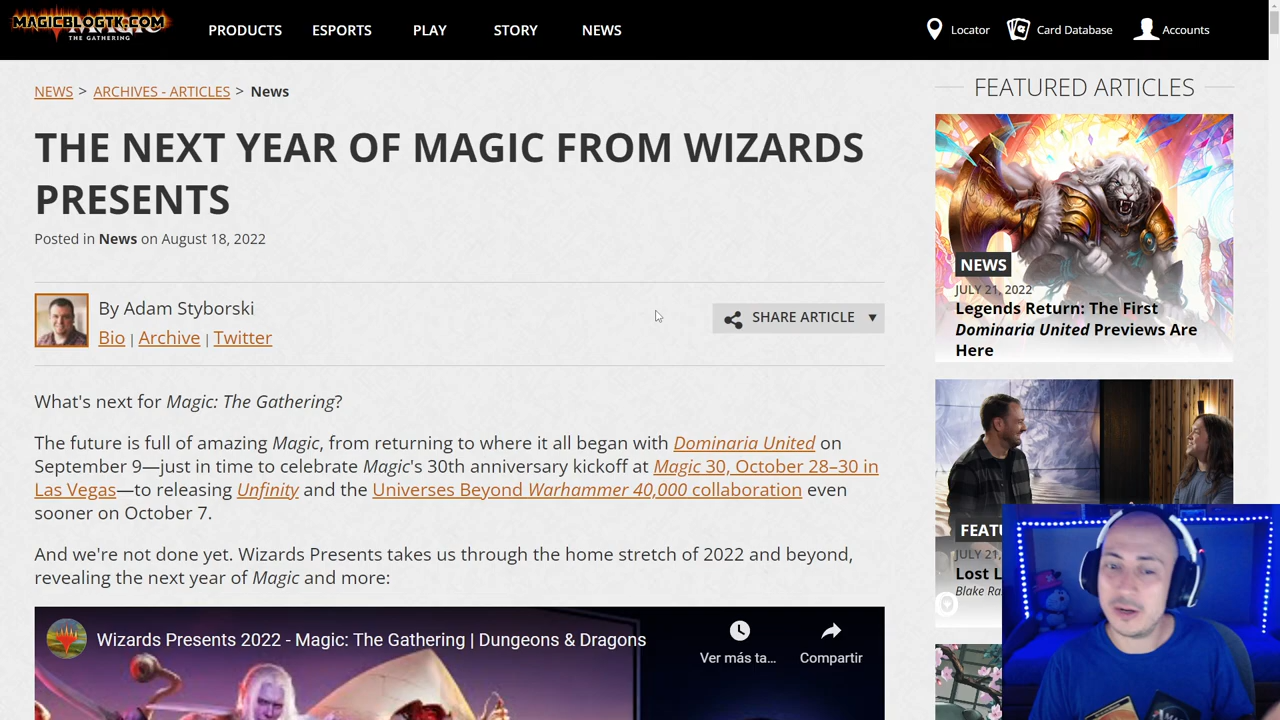 MAGICBLOGTK.COM
MAGIC
THE GATHERING
PRODUCTS ESPORTS PLAY STORY NEWS
Locator Card Database Accounts
NEWS > ARCHIVES - ARTICLES > News
THE NEXT YEAR OF MAGIC FROM WIZARDS
PRESENTS
Posted in News on August 18, 2022
By Adam Styborski
Bio | Archive | Twitter
SHARE ARTICLE
What's next for Magic: The Gathering?
The future is full of amazing Magic, from returning to where it all began with Dominaria United on
September 9—just in time to celebrate Magic's 30th anniversary kickoff at Magic 30, October 28–30 in
Las Vegas—to releasing Unfinity and the Universes Beyond Warhammer 40,000 collaboration even
sooner on October 7.
And we're not done yet. Wizards Presents takes us through the home stretch of 2022 and beyond,
revealing the next year of Magic and more:
Wizards Presents 2022 - Magic: The Gathering | Dungeons & Dragons
Ver más ta...
Compartir
FEATURED ARTICLES
NEWS
JULY 21, 2022
Legends Return: The First
Dominaria United Previews Are
Here
FEATU
JULY 21,
Lost L
Blake Ra